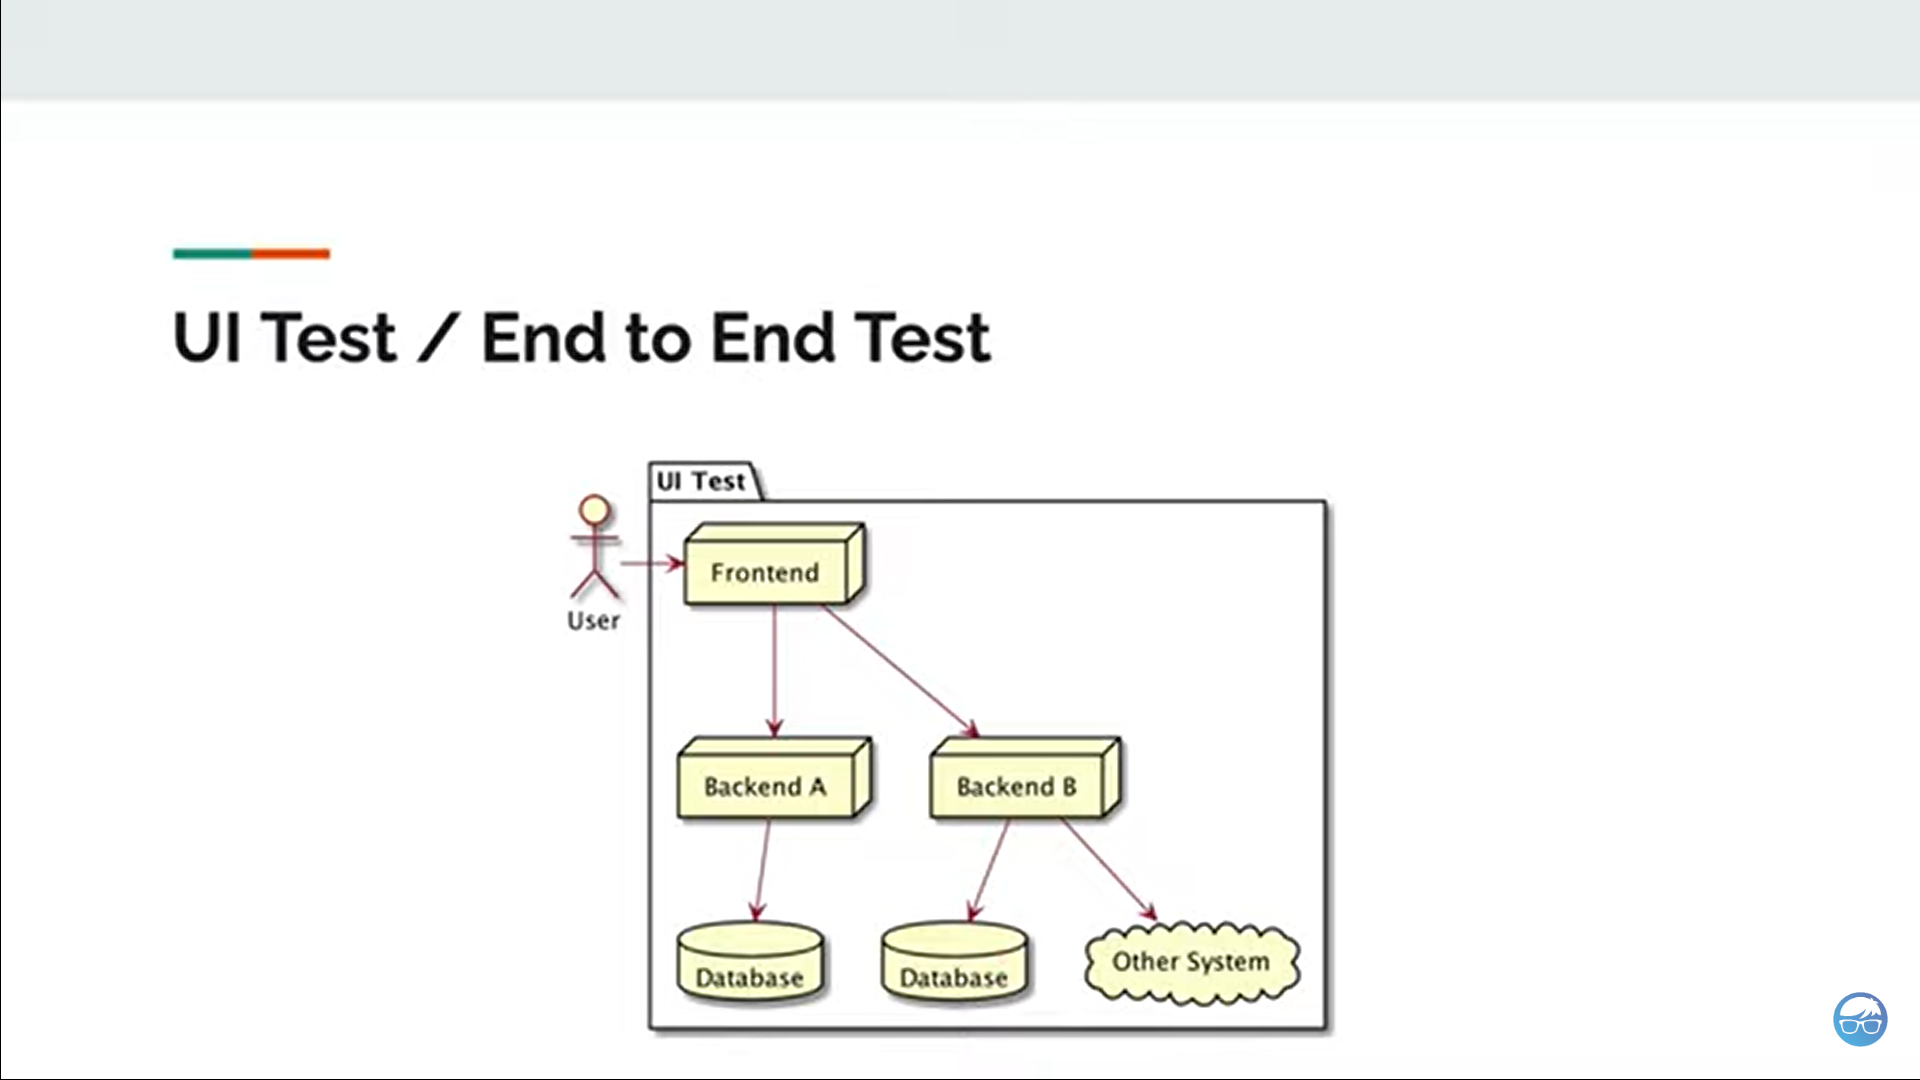 UI Test / End to End Test
UI Test
Frontend
User
Backend A
Backend B
Database
Database
Other System